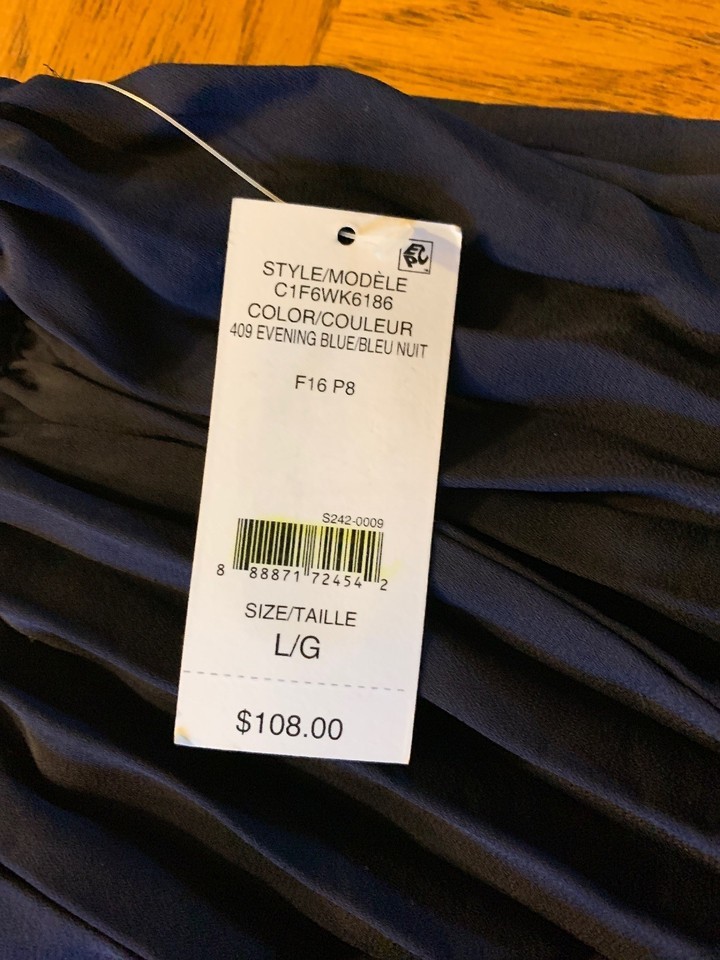 STYLE/MODÈLE
C1F6WK6186
COLOR/COULEUR
409 EVENING BLUE/BLEU NUIT
F16 P8
S242-0009
8 88871 72454 2
SIZE/TAILLE
L/G
$108.00